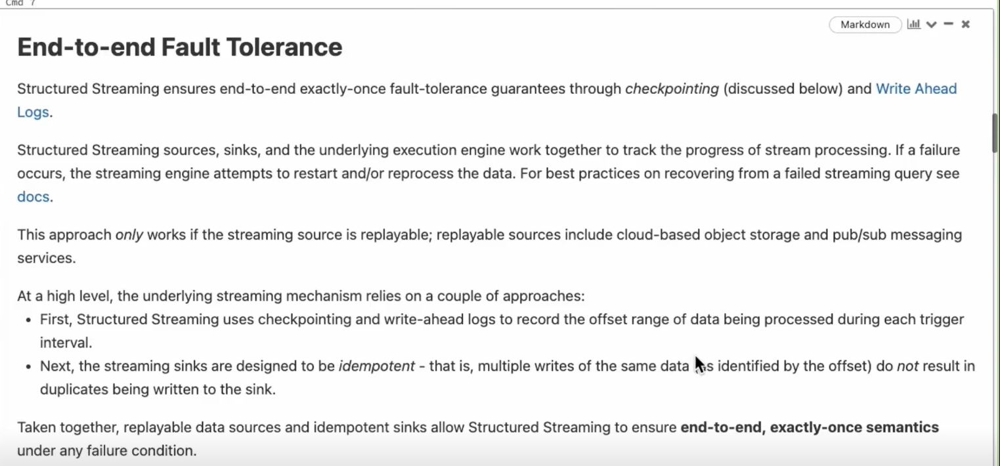 Cmd 7
Markdown
End-to-end Fault Tolerance
Structured Streaming ensures end-to-end exactly-once fault-tolerance guarantees through checkpointing (discussed below) and Write Ahead
Logs.
Structured Streaming sources, sinks, and the underlying execution engine work together to track the progress of stream processing. If a failure
occurs, the streaming engine attempts to restart and/or reprocess the data. For best practices on recovering from a failed streaming query see
docs.
This approach only works if the streaming source is replayable; replayable sources include cloud-based object storage and pub/sub messaging
services.
At a high level, the underlying streaming mechanism relies on a couple of approaches:
• First, Structured Streaming uses checkpointing and write-ahead logs to record the offset range of data being processed during each trigger
interval.
• Next, the streaming sinks are designed to be idempotent - that is, multiple writes of the same data (as identified by the offset) do not result in
duplicates being written to the sink.
Taken together, replayable data sources and idempotent sinks allow Structured Streaming to ensure end-to-end, exactly-once semantics
under any failure condition.